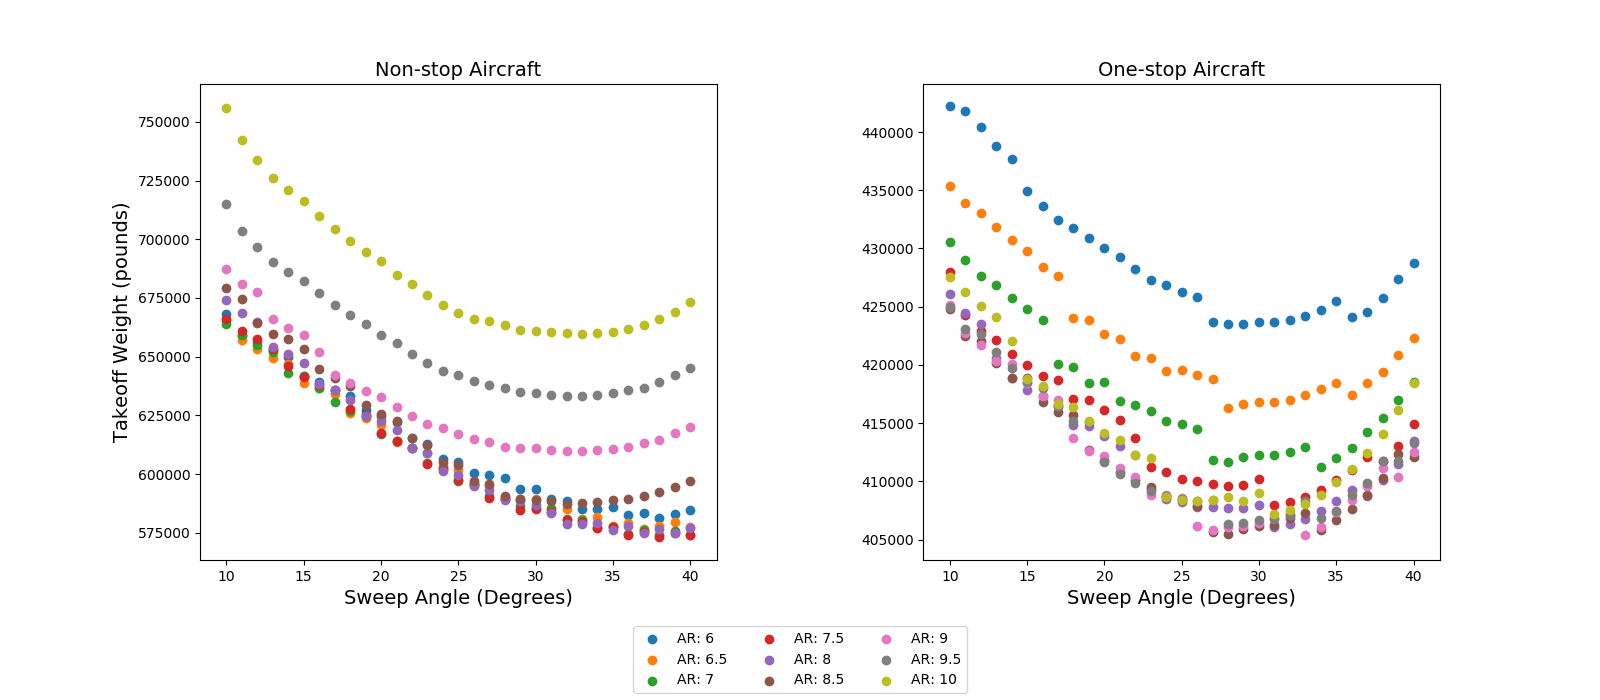 Non-stop Aircraft
One-stop Aircraft
Takeoff Weight (pounds)
750000
725000
700000
675000
650000
625000
600000
575000
10 15 20 25 30 35 40
Sweep Angle (Degrees)
440000
435000
430000
425000
420000
415000
410000
405000
10 15 20 25 30 35 40
Sweep Angle (Degrees)
AR: 6 AR: 7.5 AR: 9
AR: 6.5 AR: 8 AR: 9.5
AR: 7 AR: 8.5 AR: 10